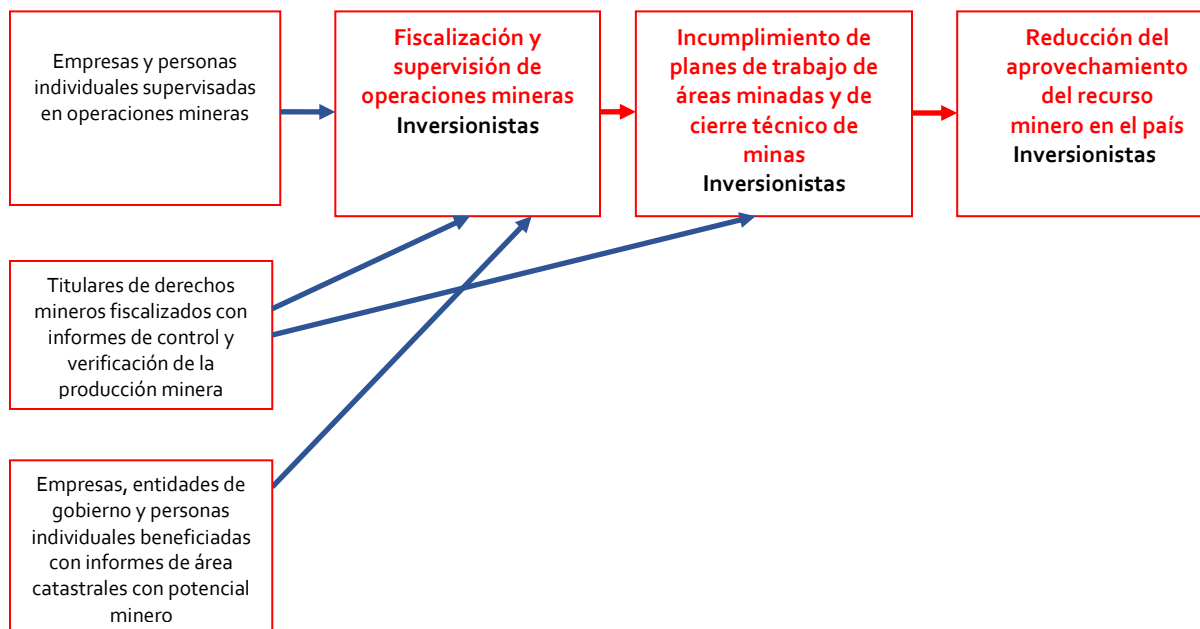 Empresas y personas
individuales supervisadas
en operaciones mineras
Fiscalización y
supervisión de
operaciones mineras
Inversionistas
Incumplimiento de
planes de trabajo de
áreas minadas y de
cierre técnico de
minas
Inversionistas
Reducción del
aprovechamiento
del recurso
minero en el país
Inversionistas
Titulares de derechos
mineros fiscalizados con
informes de control y
verificación de la
producción minera
Empresas, entidades de
gobierno y personas
individuales beneficiadas
con informes de área
catastrales con potencial
minero